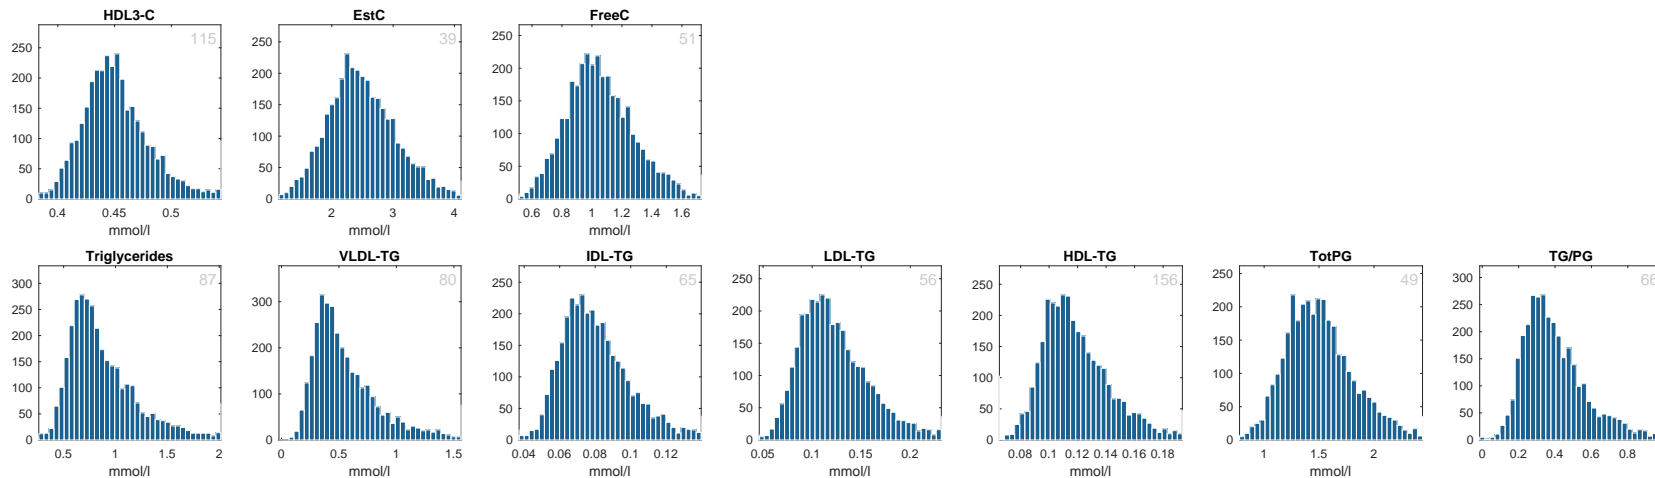 HDL3-C
115
250
200
150
100
50
0
0.4 0.45 0.5
mmol/l
EstC
39
250
200
150
100
50
0
2 3 4
mmol/l
FreeC
51
250
200
150
100
50
0
0.6 0.8 1 1.2 1.4 1.6
mmol/l
Triglycerides
87
300
250
200
150
100
50
0
0.5 1 1.5 2
mmol/l
VLDL-TG
80
300
200
100
0
0 0.5 1 1.5
mmol/l
IDL-TG
65
250
200
150
100
50
0
0.04 0.06 0.08 0.1 0.12
mmol/l
LDL-TG
56
250
200
150
100
50
0
0.05 0.1 0.15 0.2
mmol/l
HDL-TG
156
250
200
150
100
50
0
0.08 0.1 0.12 0.14 0.16 0.18
mmol/l
TotPG
49
250
200
150
100
50
0
1 1.5 2
mmol/l
TG/PG
66
300
250
200
150
100
50
0
0 0.2 0.4 0.6 0.8
mmol/l